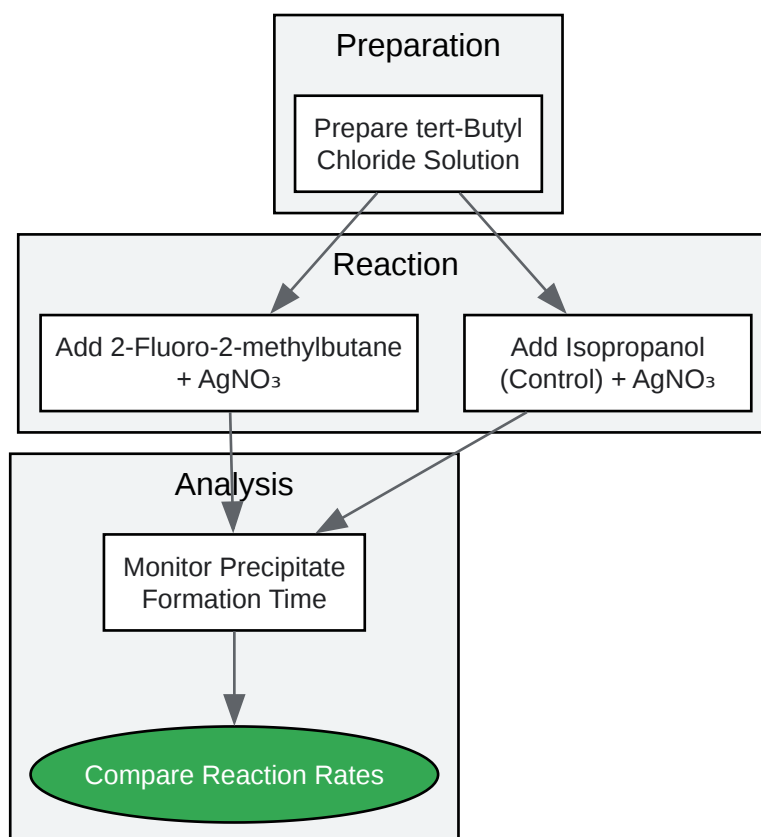 Preparation
Prepare tert-Butyl
Chloride Solution
Reaction
Add 2-Fluoro-2-methylbutane
+ AgNO₃
Add Isopropanol
(Control) + AgNO₃
Analysis
Monitor Precipitate
Formation Time
Compare Reaction Rates